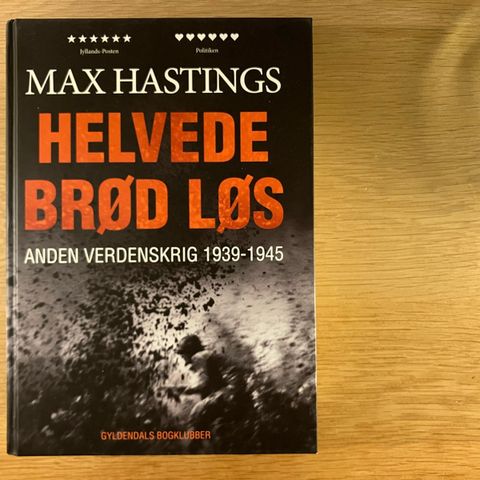 ★★★★★★ ♥♥♥♥♥♥
Jyllands-Posten Politiken
MAX HASTINGS
HELVEDE
BRØD LØS
ANDEN VERDENSKRIG 1939-1945
GYLDENDALS BOGKLUBBER